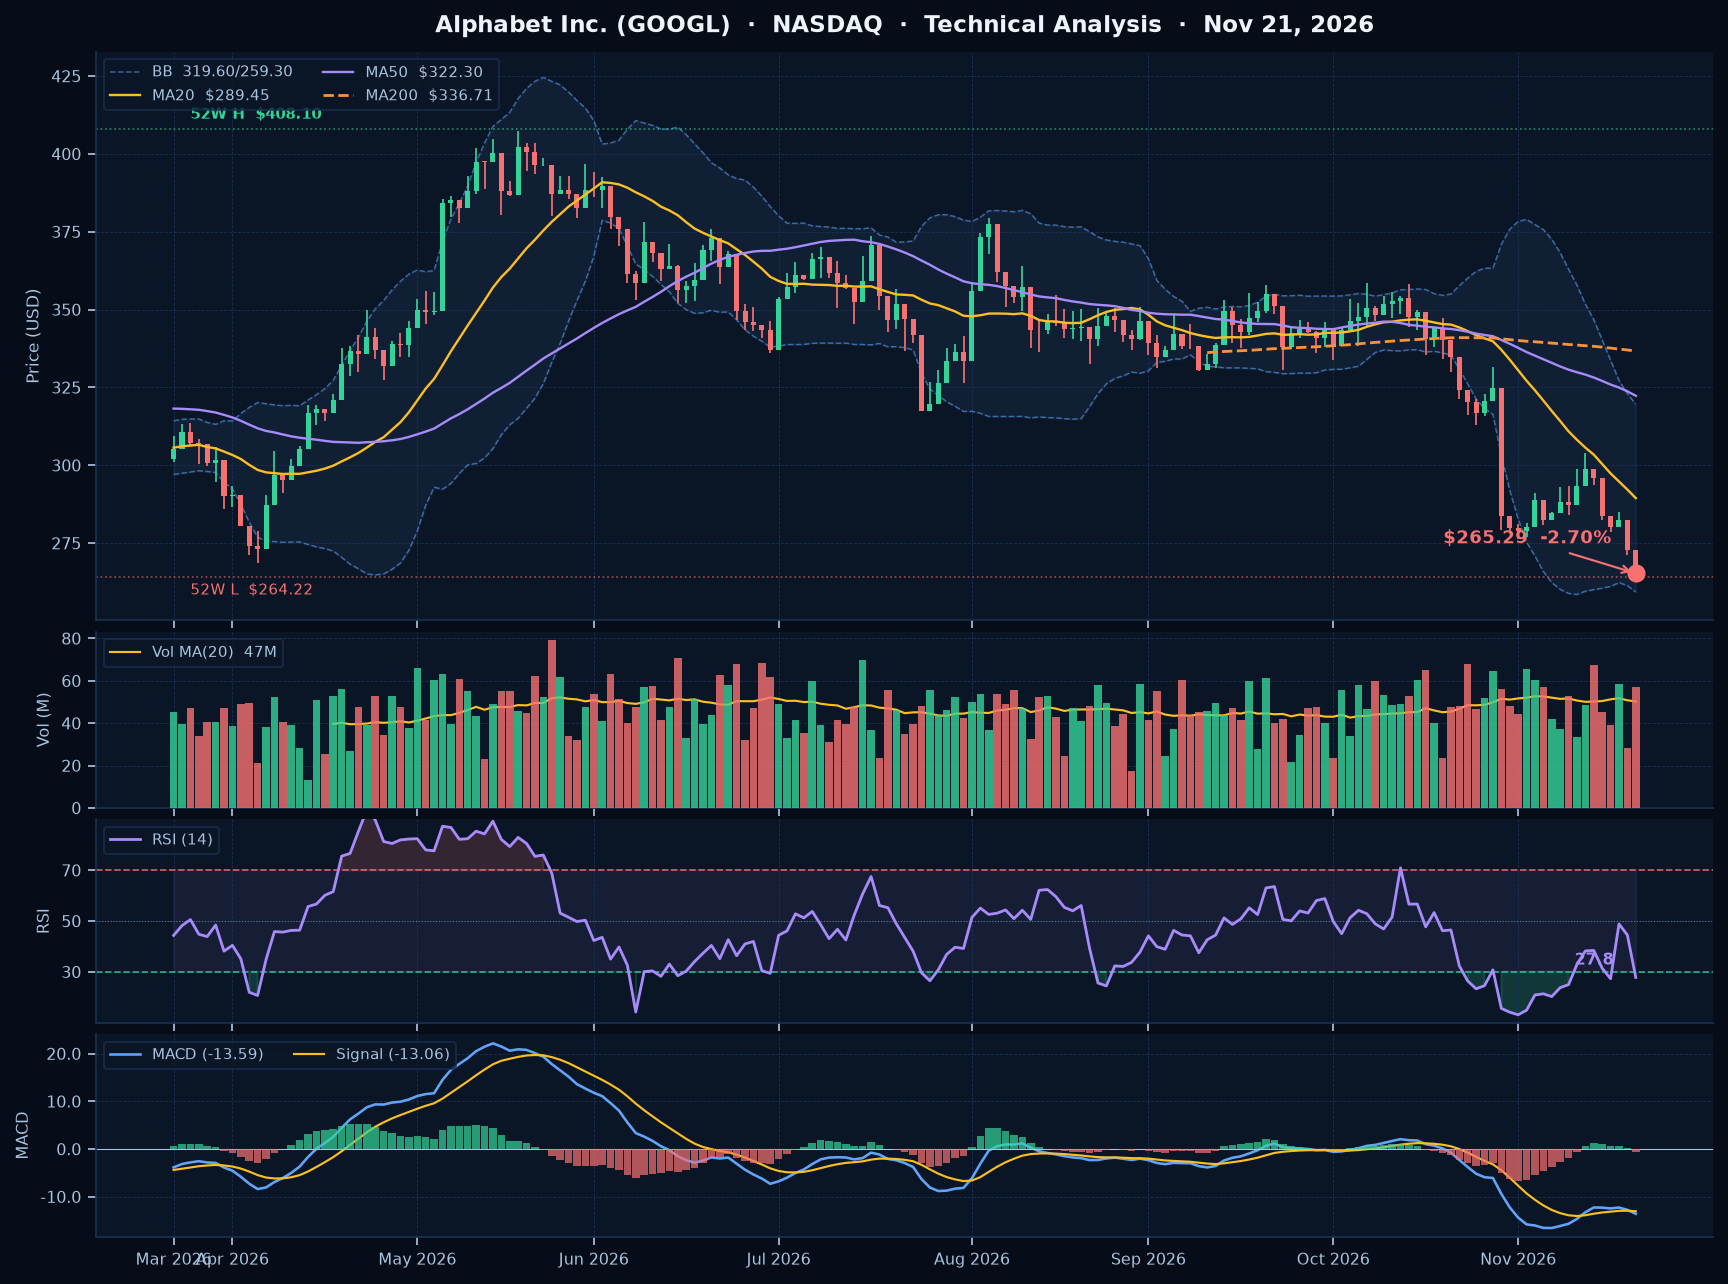 Alphabet Inc. (GOOGL)  ·  NASDAQ  ·  Technical Analysis  ·  Nov 21, 2026
BB  319.60/259.30
MA50  $322.30
MA20  $289.45
MA200  $336.71
52W H  $408.10
425
400
375
350
325
300
275
Price (USD)
$265.29  -2.70%
52W L  $264.22
Vol MA(20)  47M
80
60
40
20
0
Vol (M)
RSI (14)
70
50
30
RSI
27.8
MACD (-13.59)
Signal (-13.06)
20.0
10.0
0.0
-10.0
MACD
Mar 2026
Apr 2026
May 2026
Jun 2026
Jul 2026
Aug 2026
Sep 2026
Oct 2026
Nov 2026